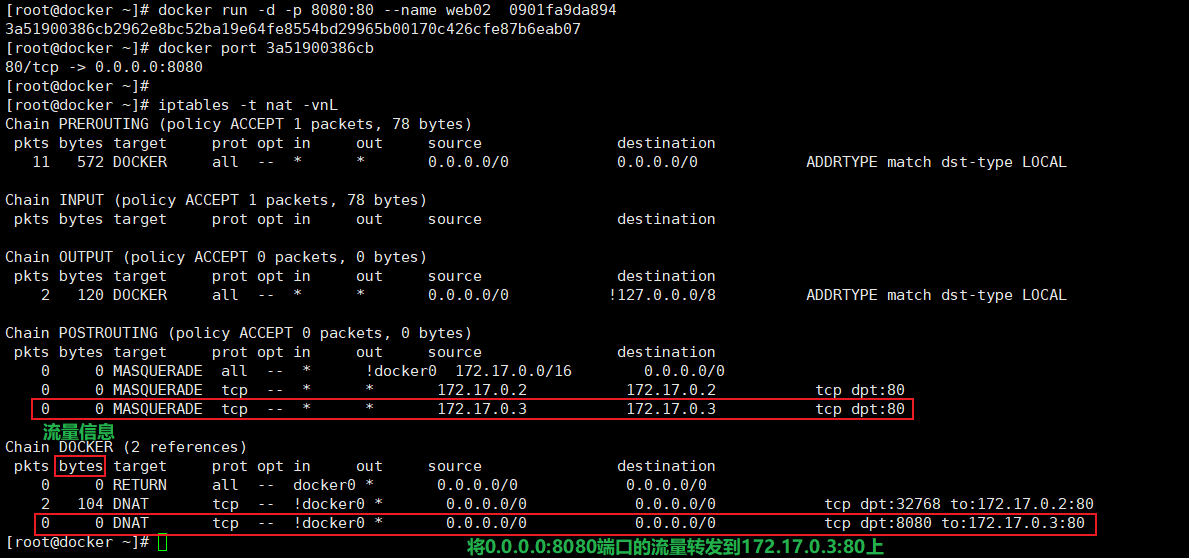 [root@docker ~]# docker run -d -p 8080:80 --name web02  0901fa9da894
3a51900386cb2962e8bc52ba19e64fe8554bd29965b00170c426cfe87b6eab07
[root@docker ~]# docker port 3a51900386cb
80/tcp -> 0.0.0.0:8080
[root@docker ~]#
[root@docker ~]# iptables -t nat -vnL
Chain PREROUTING (policy ACCEPT 1 packets, 78 bytes)
pkts bytes target prot opt in out source destination
11 572 DOCKER all -- * * 0.0.0.0/0 0.0.0.0/0 ADDRTYPE match dst-type LOCAL
Chain INPUT (policy ACCEPT 1 packets, 78 bytes)
pkts bytes target prot opt in out source destination
Chain OUTPUT (policy ACCEPT 0 packets, 0 bytes)
pkts bytes target prot opt in out source destination
2 120 DOCKER all -- * * 0.0.0.0/0 !127.0.0.0/8 ADDRTYPE match dst-type LOCAL
Chain POSTROUTING (policy ACCEPT 0 packets, 0 bytes)
pkts bytes target prot opt in out source destination
0 0 MASQUERADE all -- * !docker0 172.17.0.0/16 0.0.0.0/0
0 0 MASQUERADE tcp -- * * 172.17.0.2 172.17.0.2 tcp dpt:80
0 0 MASQUERADE tcp -- * * 172.17.0.3 172.17.0.3 tcp dpt:80
流量信息
Chain DOCKER (2 references)
pkts bytes target prot opt in out source destination
0 0 RETURN all -- docker0 * 0.0.0.0/0 0.0.0.0/0
2 104 DNAT tcp -- !docker0 * 0.0.0.0/0 0.0.0.0/0 tcp dpt:32768 to:172.17.0.2:80
0 0 DNAT tcp -- !docker0 * 0.0.0.0/0 0.0.0.0/0 tcp dpt:8080 to:172.17.0.3:80
[root@docker ~]#
将0.0.0.0:8080端口的流量转发到172.17.0.3:80上